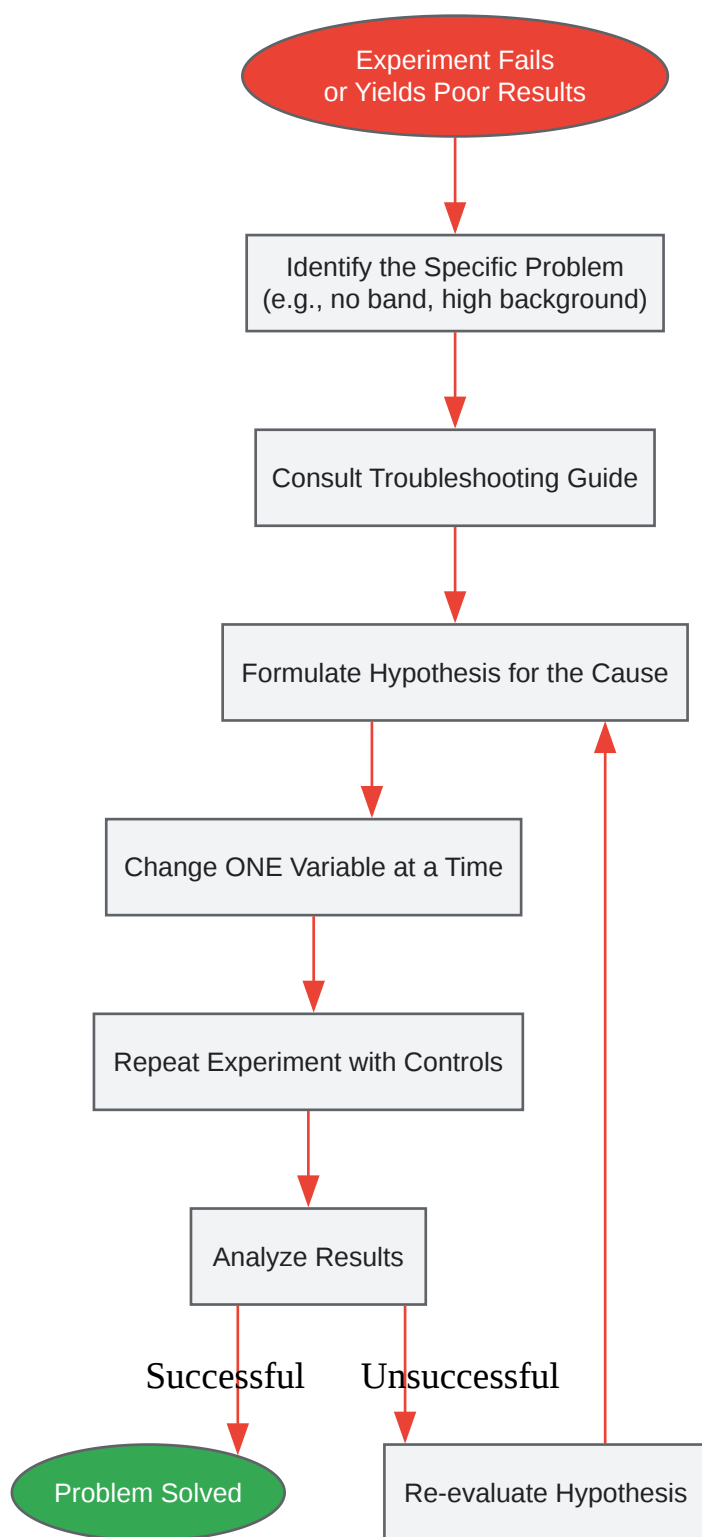 Experiment Fails
or Yields Poor Results
Identify the Specific Problem
(e.g., no band, high background)
Consult Troubleshooting Guide
Formulate Hypothesis for the Cause
Change ONE Variable at a Time
Repeat Experiment with Controls
Analyze Results
Successful
Unsuccessful
Problem Solved
Re-evaluate Hypothesis